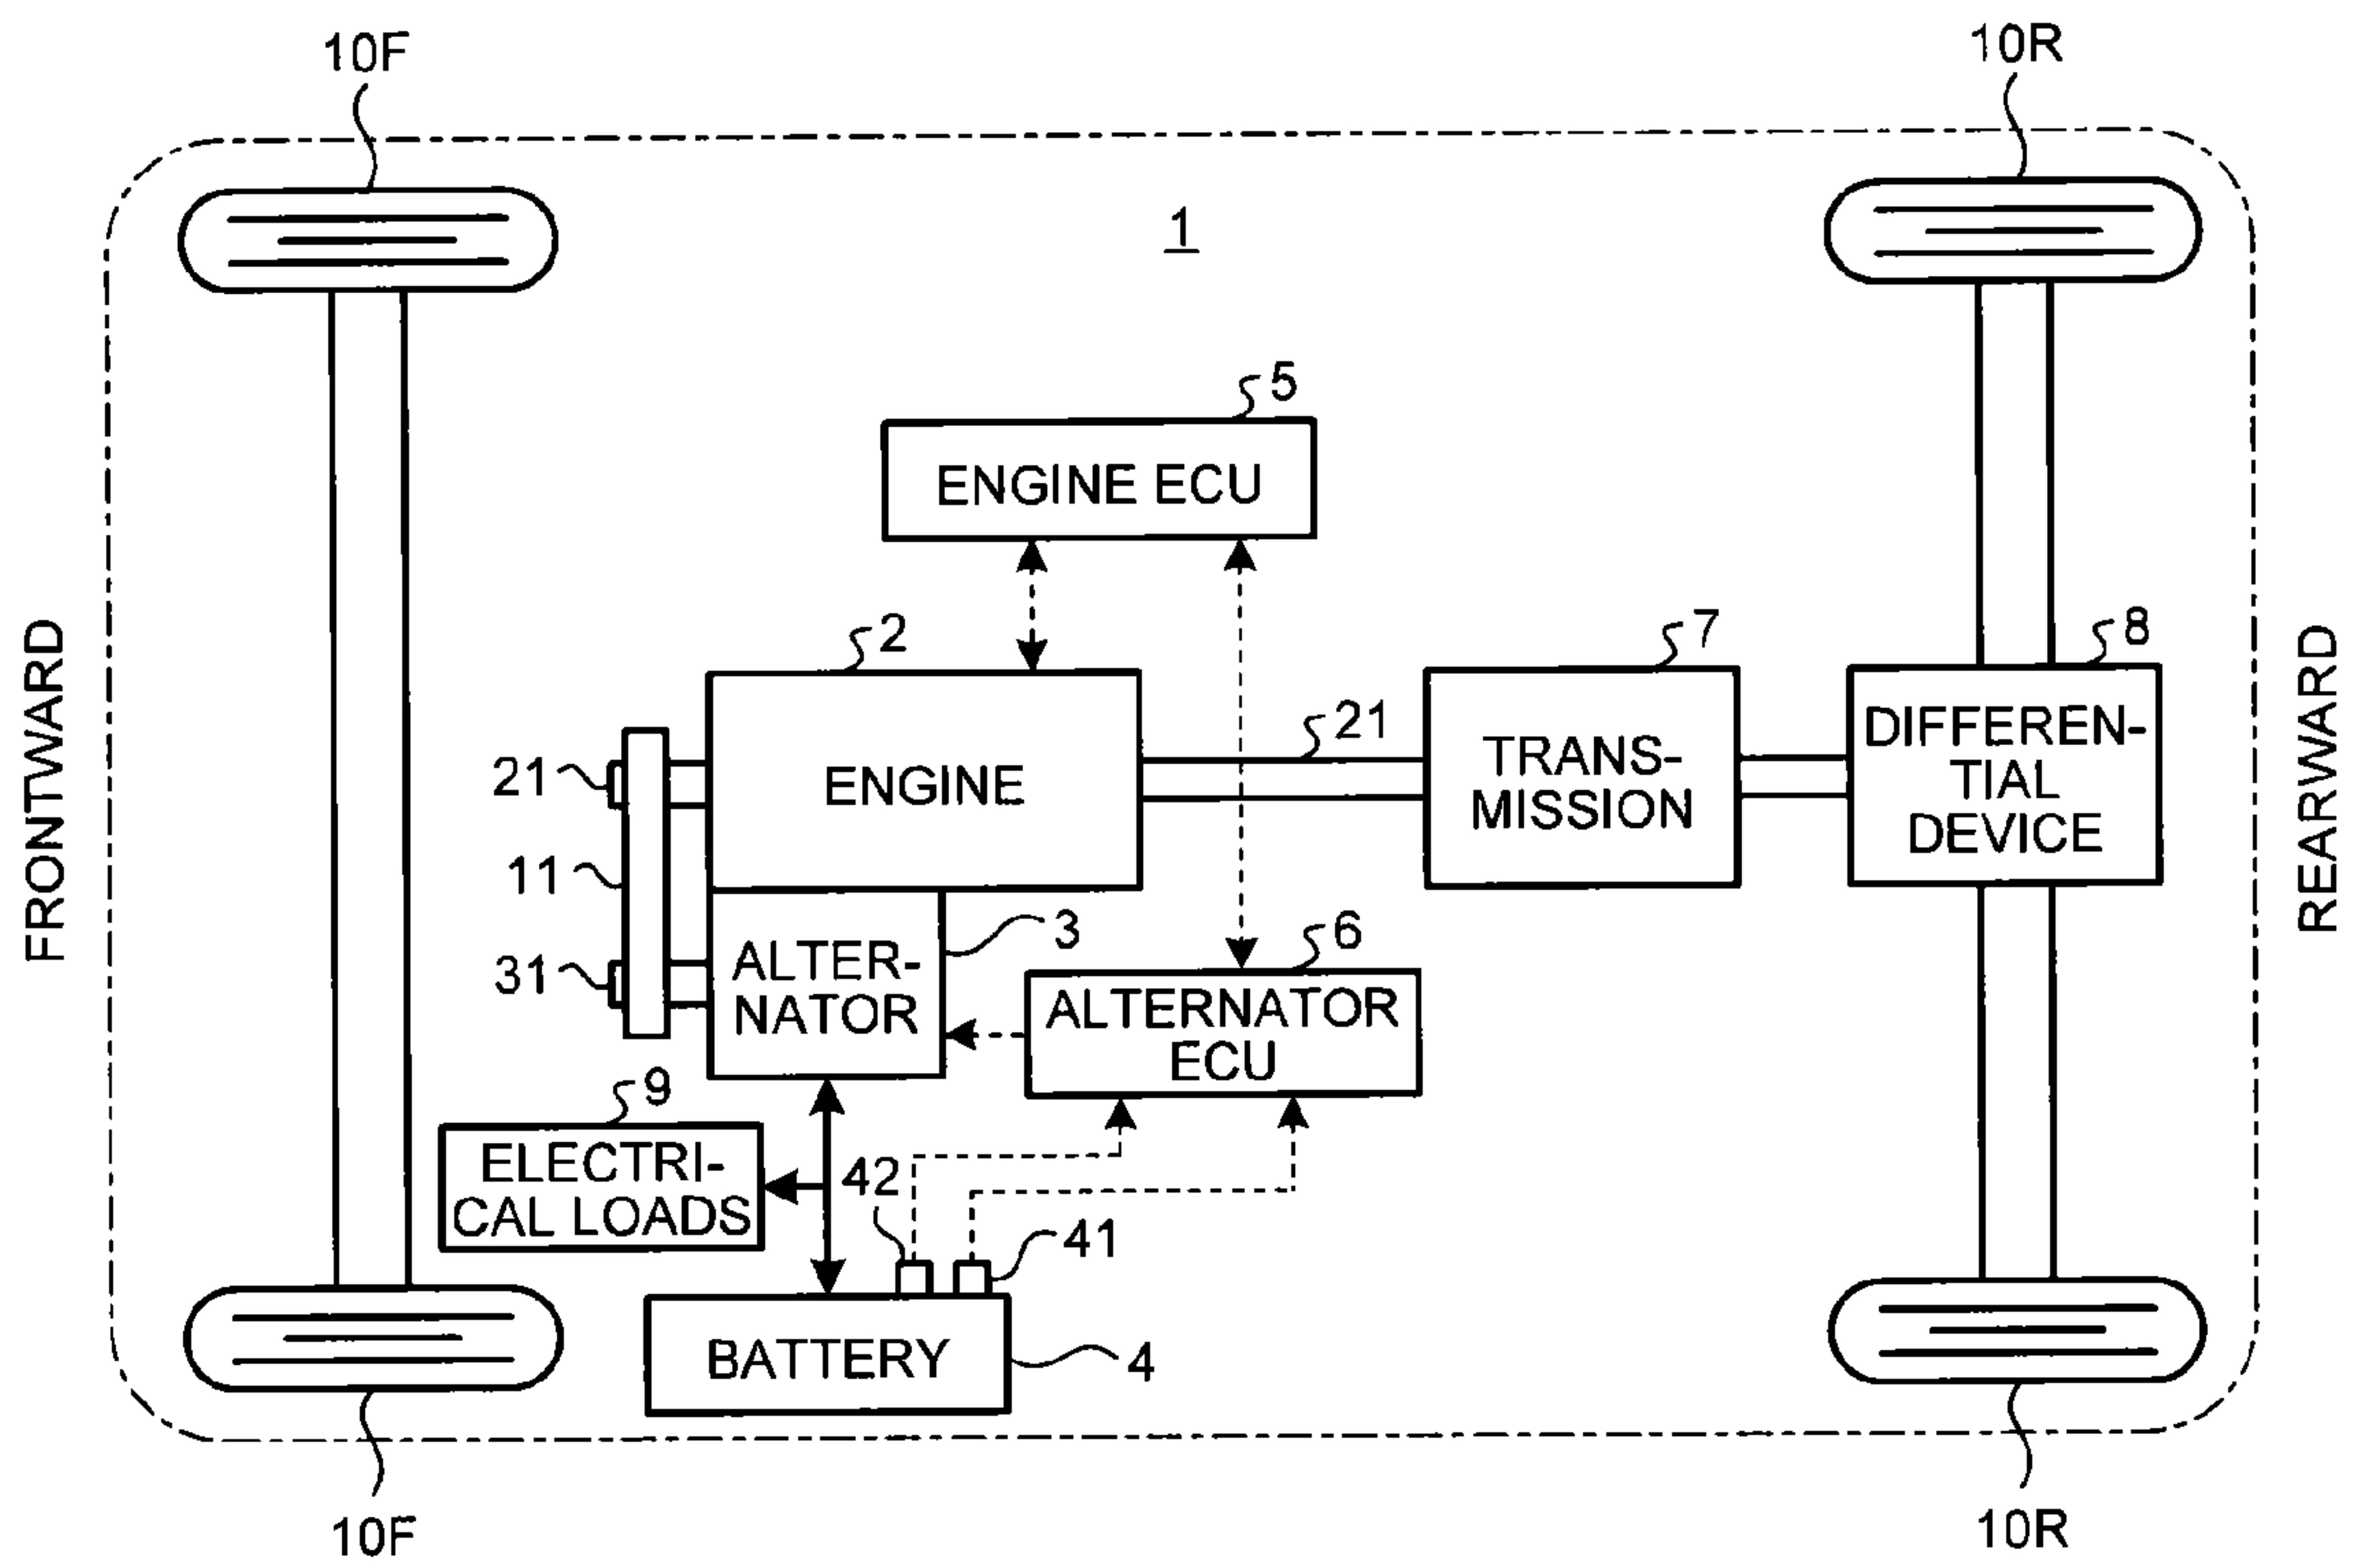 10F
10R
1
5
ENGINE ECU
2
7
8
FRONTWARD
REARWARD
21
21
ENGINE
TRANS-
MISSION
DIFFEREN-
TIAL
DEVICE
11
3
6
31
ALTER-
NATOR
ALTERNATOR
ECU
9
ELECTRI-
CAL LOADS
42
41
BATTERY
4
10F
10R